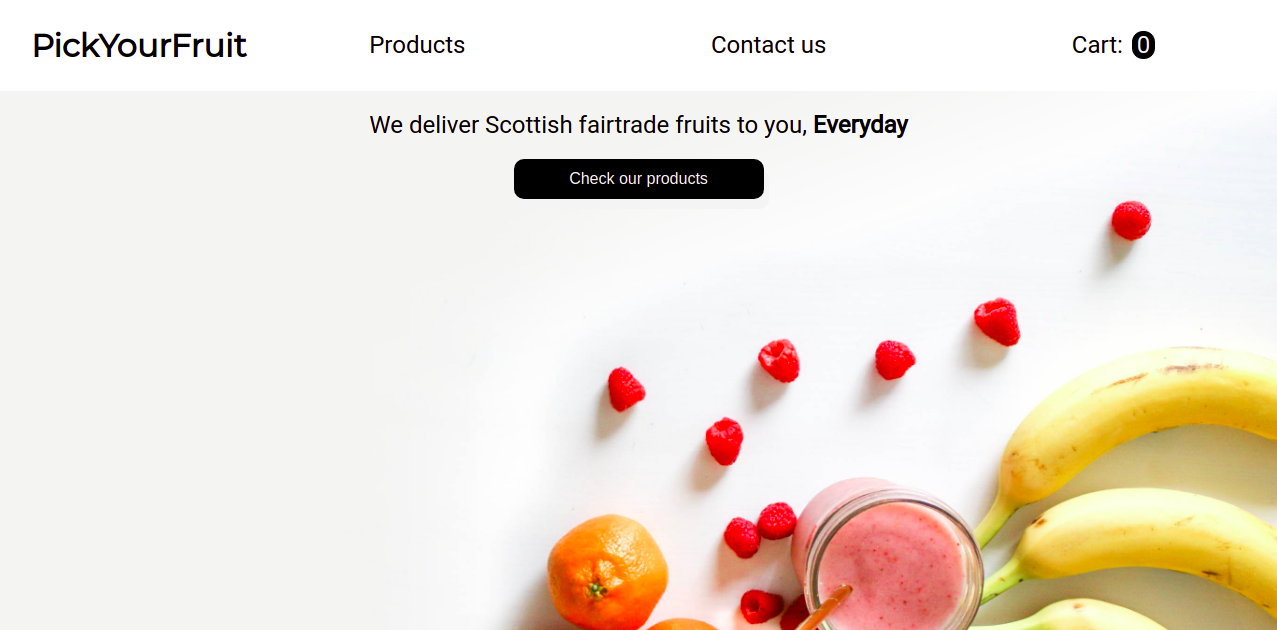 PickYourFruit
Products
Contact us
Cart: 0
We deliver Scottish fairtrade fruits to you, Everyday
Check our products